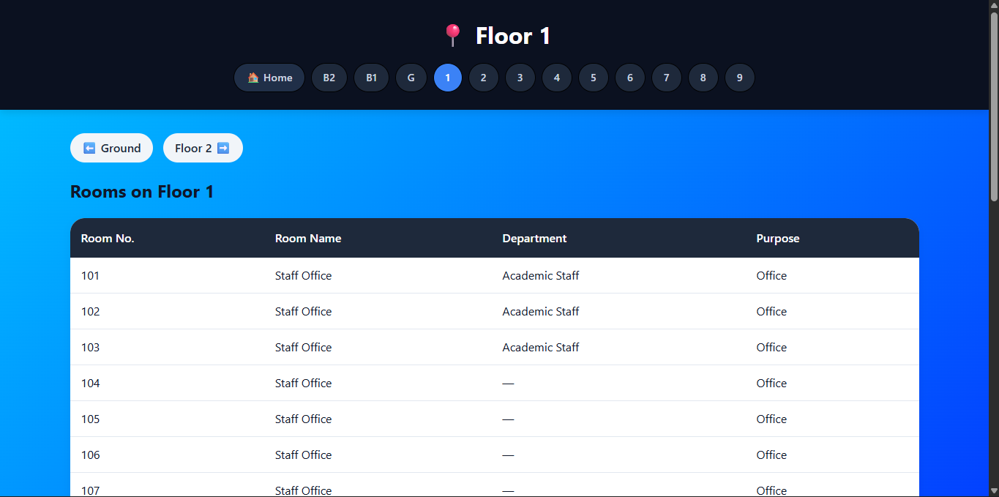 📍 Floor 1
🏠 Home B2 B1 G 1 2 3 4 5 6 7 8 9
⬅️ Ground Floor 2 ➡️
Rooms on Floor 1
Room No. Room Name Department Purpose
101 Staff Office Academic Staff Office
102 Staff Office Academic Staff Office
103 Staff Office Academic Staff Office
104 Staff Office — Office
105 Staff Office — Office
106 Staff Office — Office
107 Staff Office — Office